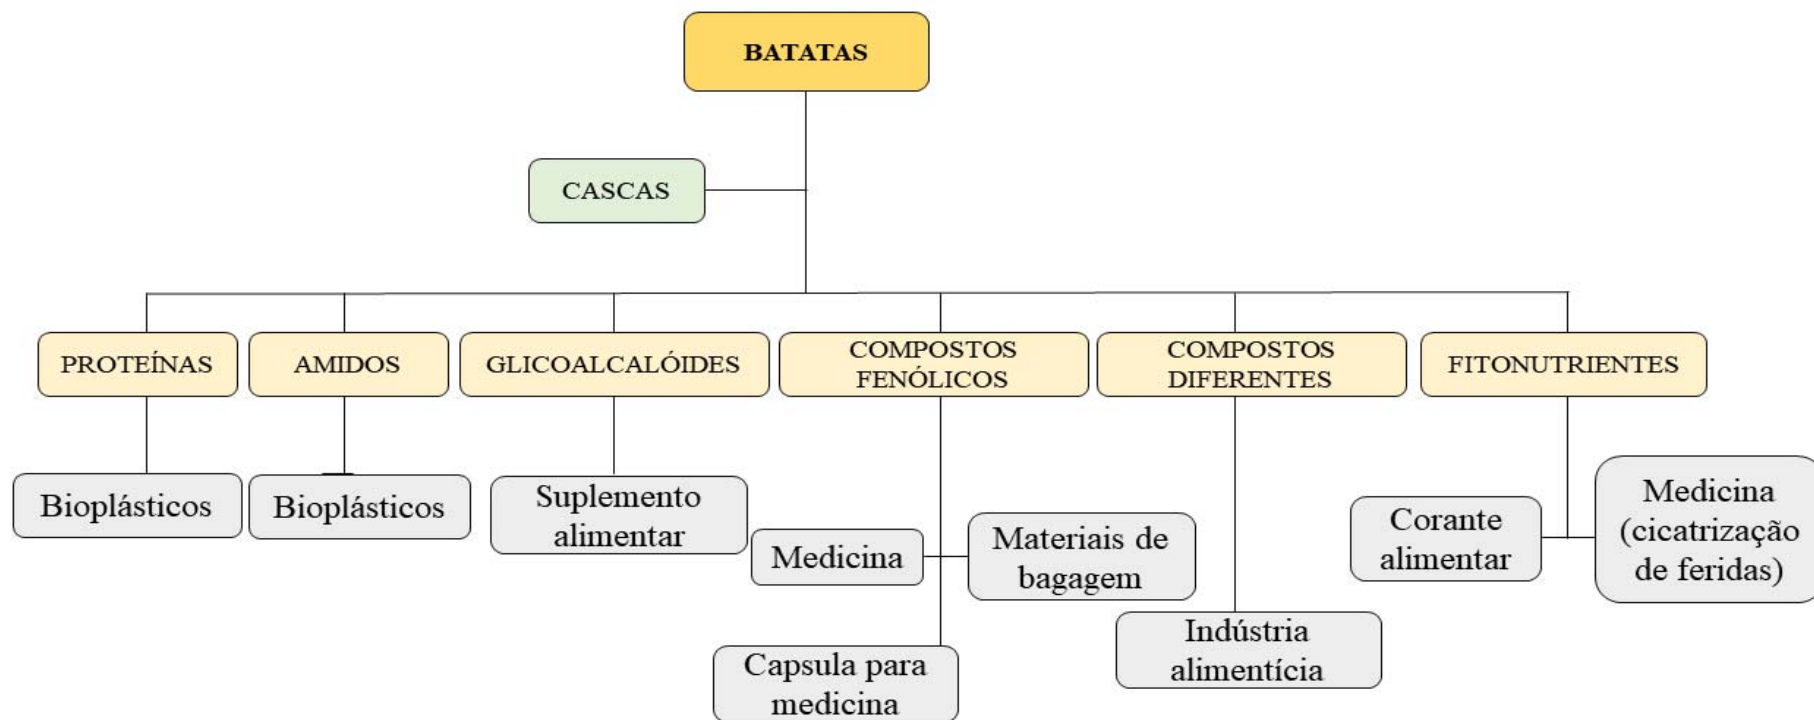 BATATAS
CASCAS
PROTEÍNAS
AMIDOS
GLICOALCALÓIDES
COMPOSTOS
FENÓLICOS
COMPOSTOS
DIFERENTES
FITONUTRIENTES
Bioplásticos
Bioplásticos
Suplemento
alimentar
Medicina
Materiais de
bagagem
Capsula para
medicina
Indústria
alimentícia
Corante
alimentar
Medicina
(cicatrização
de feridas)